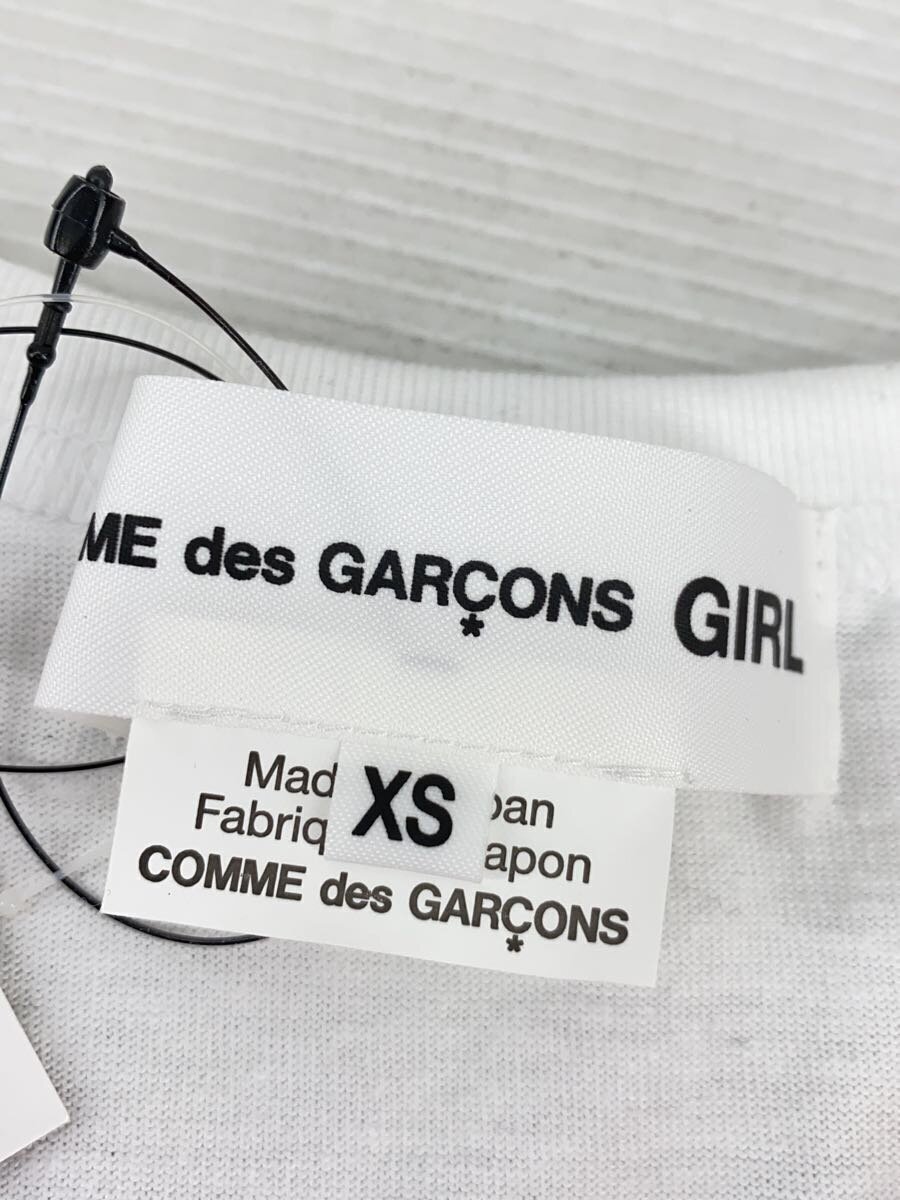 ME des GARÇONS GIRL
*
Mad XS pan
Fabriq apon
COMME des GARÇONS
*